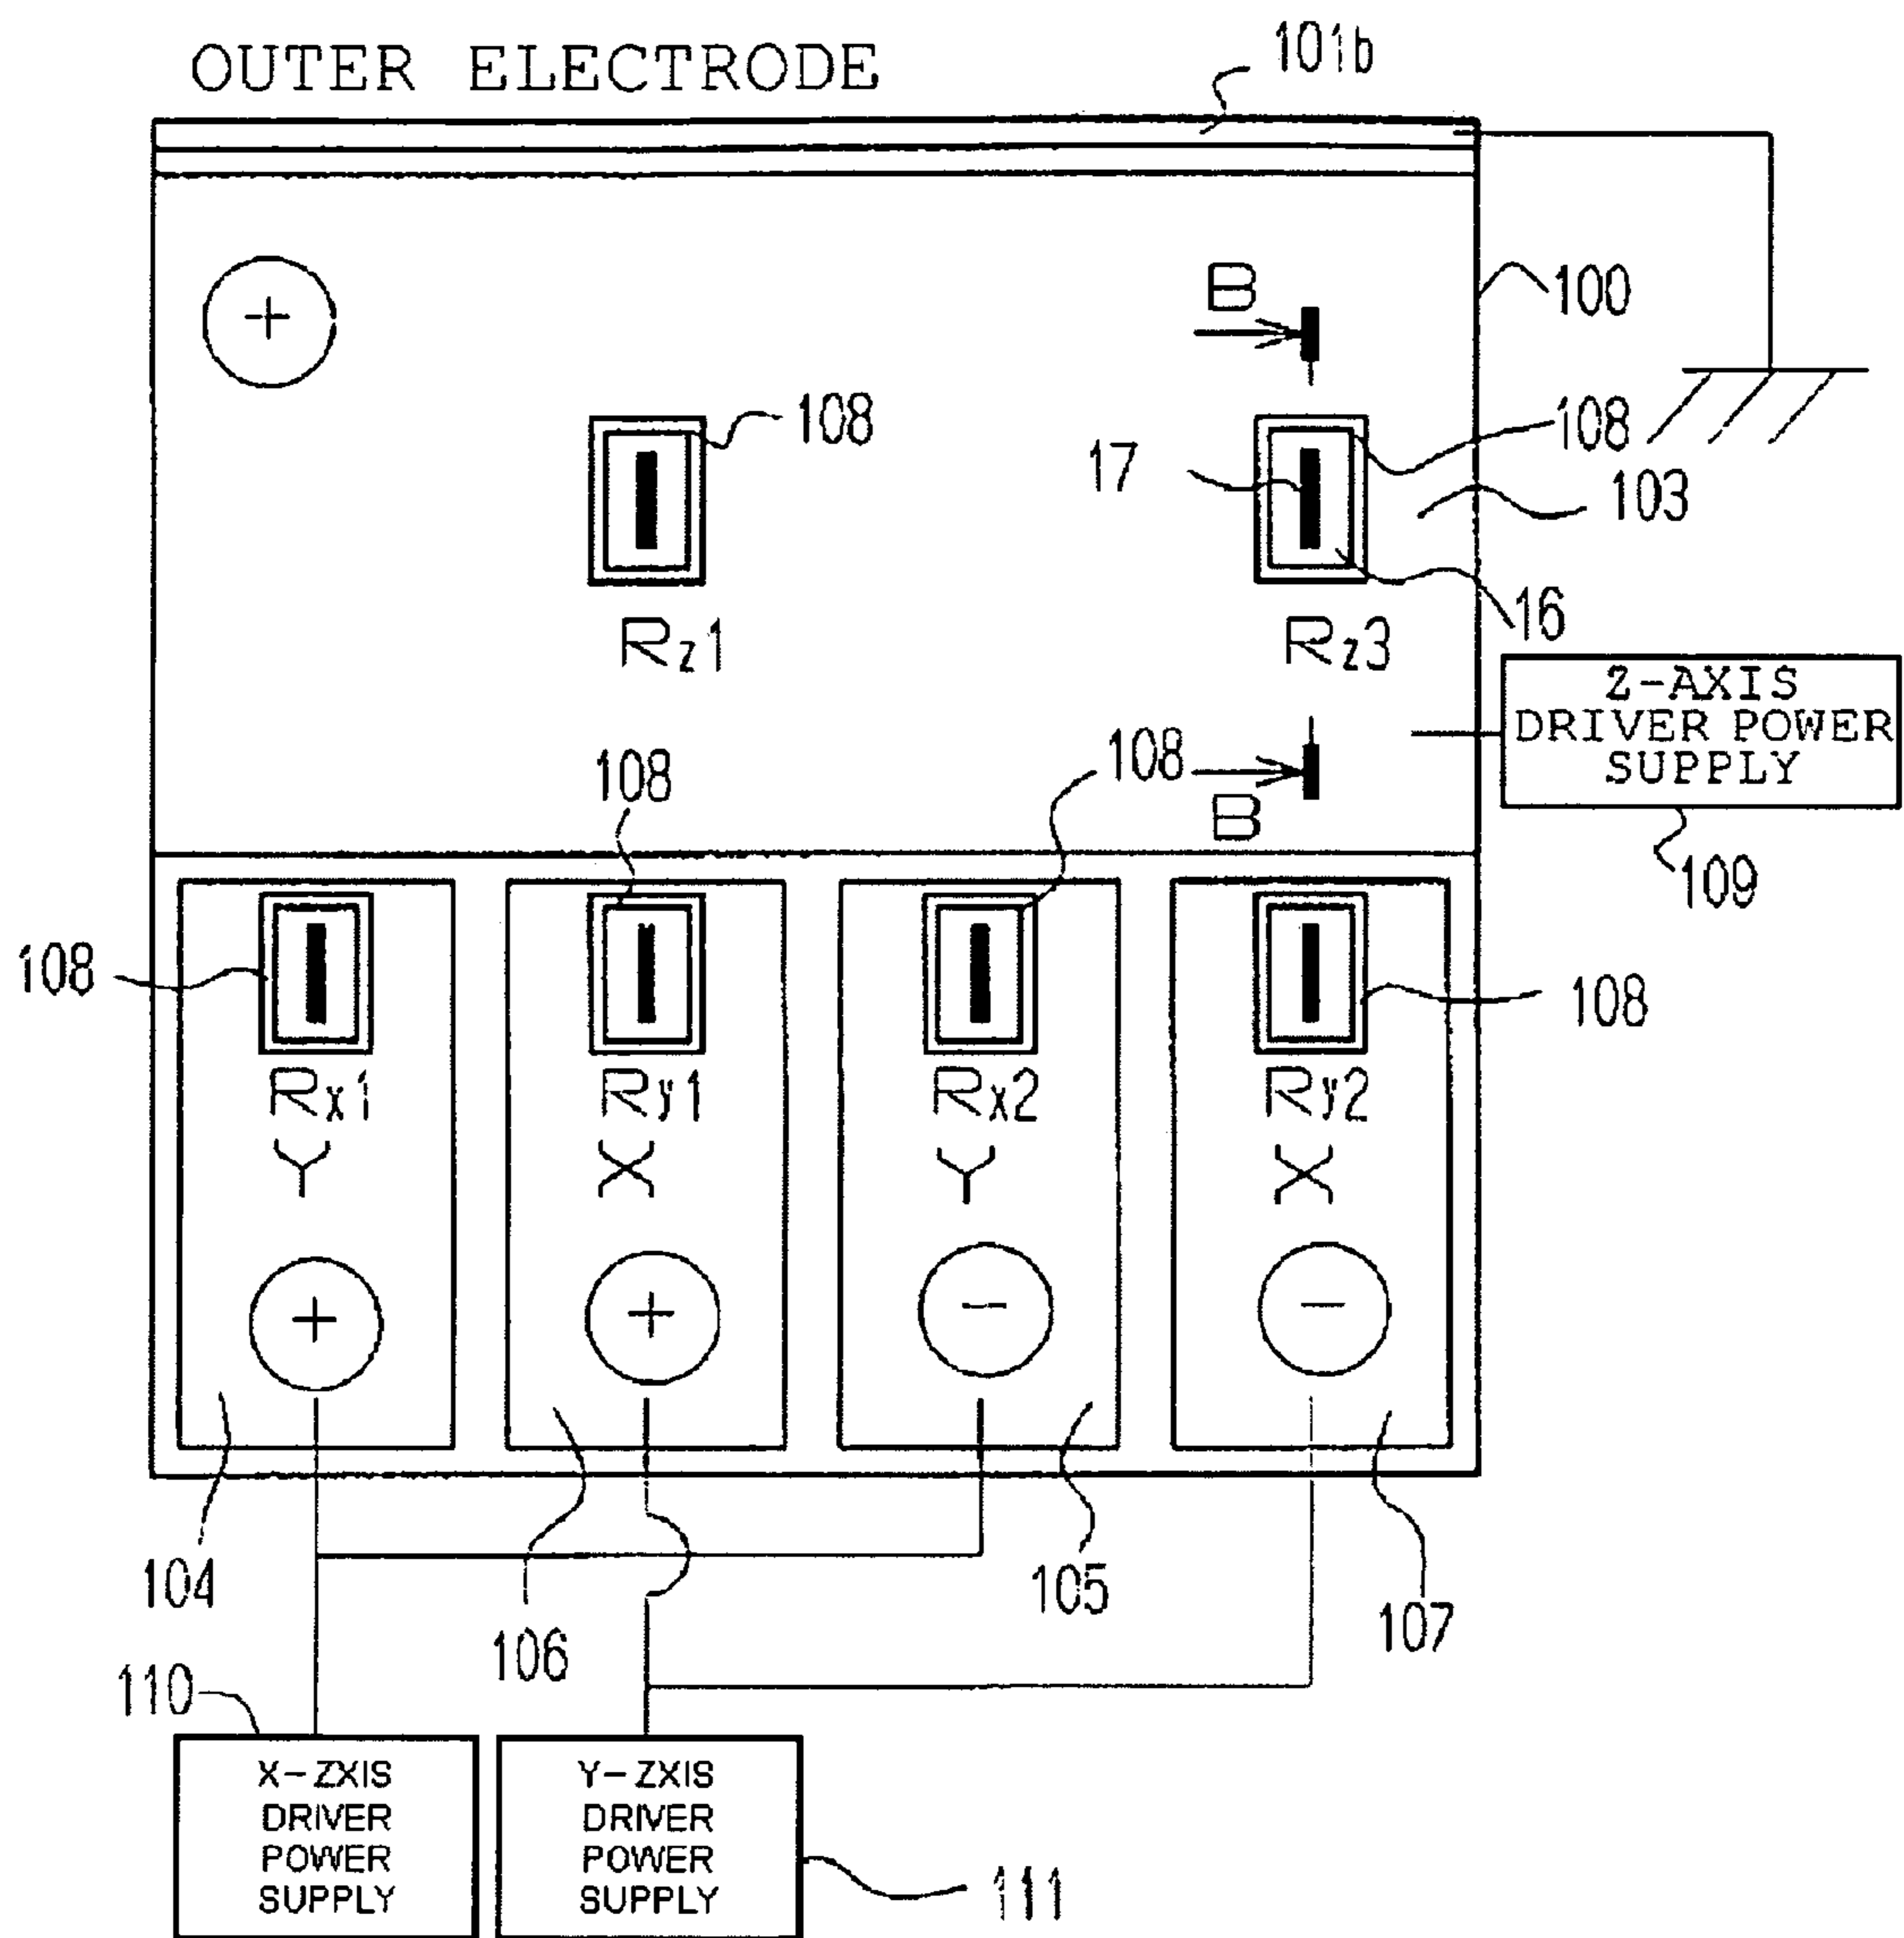 OUTER ELECTRODE
101b
+
B
100
108
108
17
103
16
Rz1
Rz3
Z-AXIS
DRIVER POWER
SUPPLY
108
108
B
109
108
108
Rx1
Ry1
Rx2
Ry2
Y
X
Y
X
+
+
−
−
104
106
105
107
110
X-ZXIS
DRIVER
POWER
SUPPLY
Y-ZXIS
DRIVER
POWER
SUPPLY
111